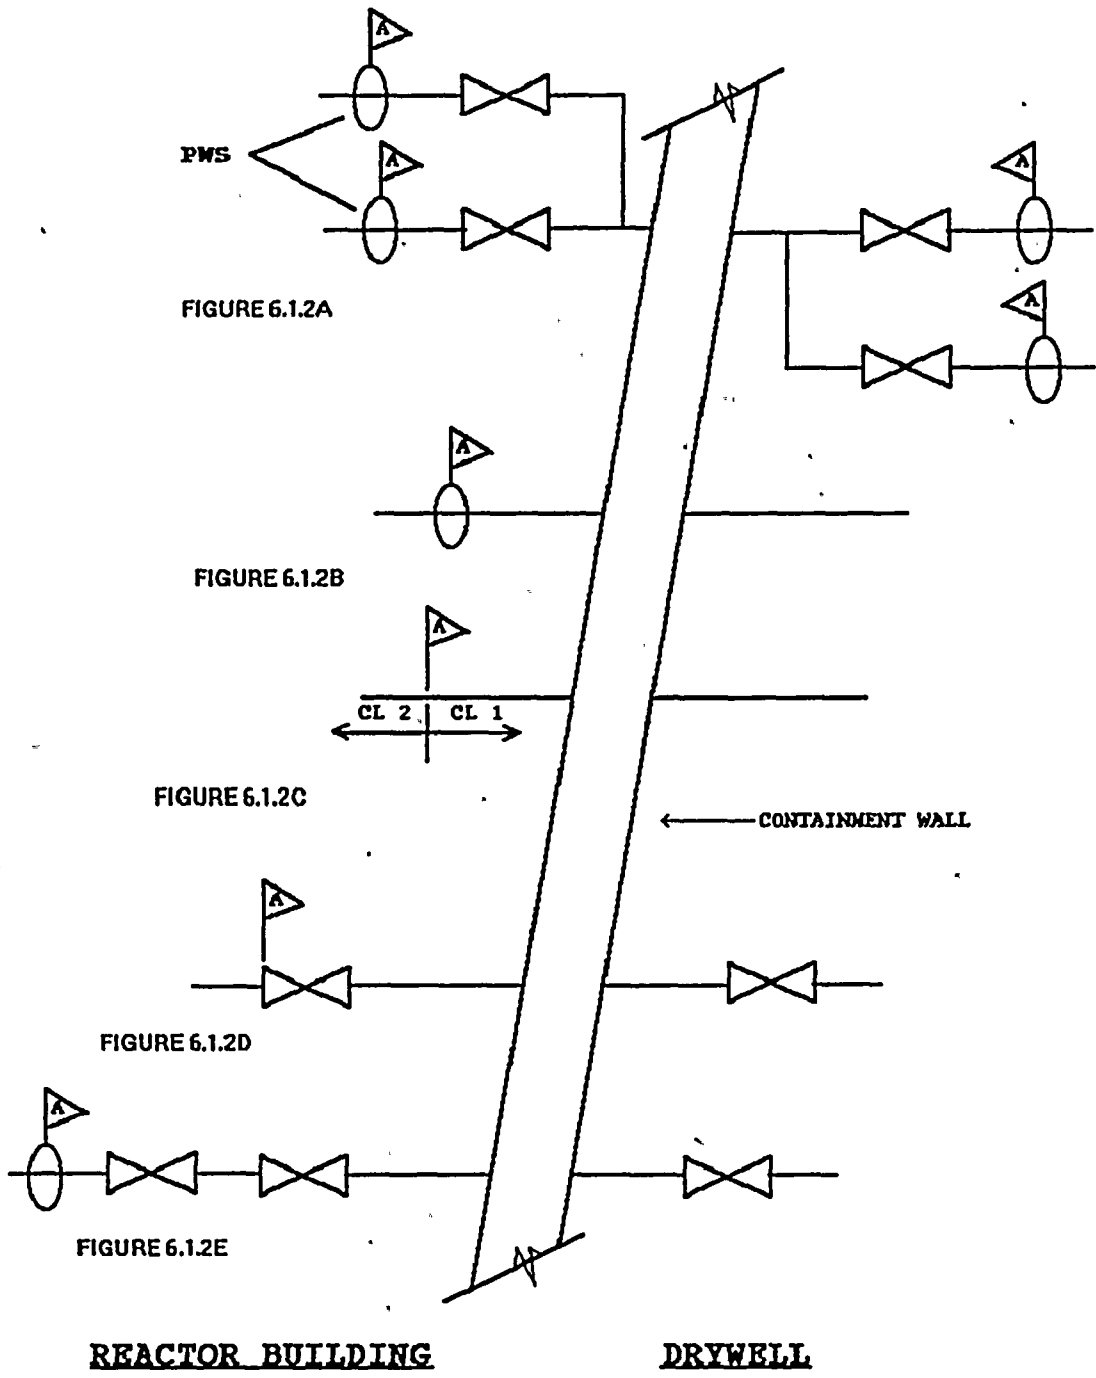 A
PWS
A
A
FIGURE 6.1.2A
A
A
FIGURE 6.1.2B
A
CL 2
CL 1
FIGURE 6.1.2C
CONTAINMENT WALL
A
FIGURE 6.1.2D
A
FIGURE 6.1.2E
REACTOR BUILDING
DRYWELL